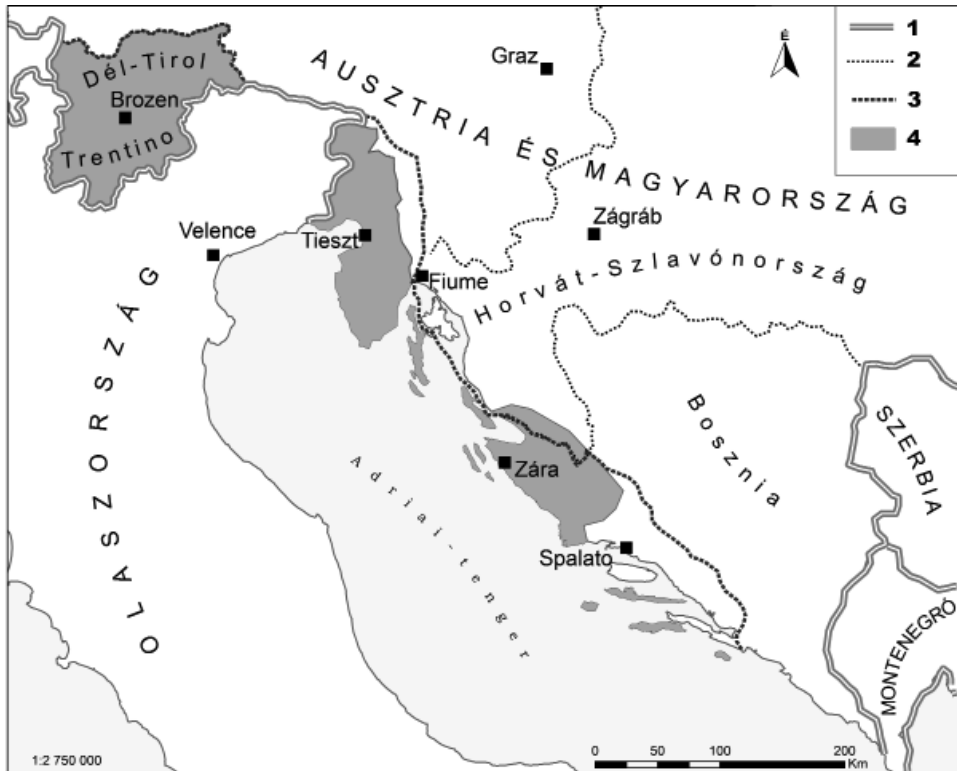 1
2
3
4
É
Graz
Dél-Tirol
Brozen
Trentino
AUSZTRIA ÉS MAGYARORSZÁG
Zágráb
Velence
Tieszt
Fiume
Horvát-Szlavónország
OLASZORSZÁG
Bosznia
SZERBIA
Adriai-tenger
Zára
Spalato
MONTENEGRÓ
1:2 750 000
0 50 100 200
Km